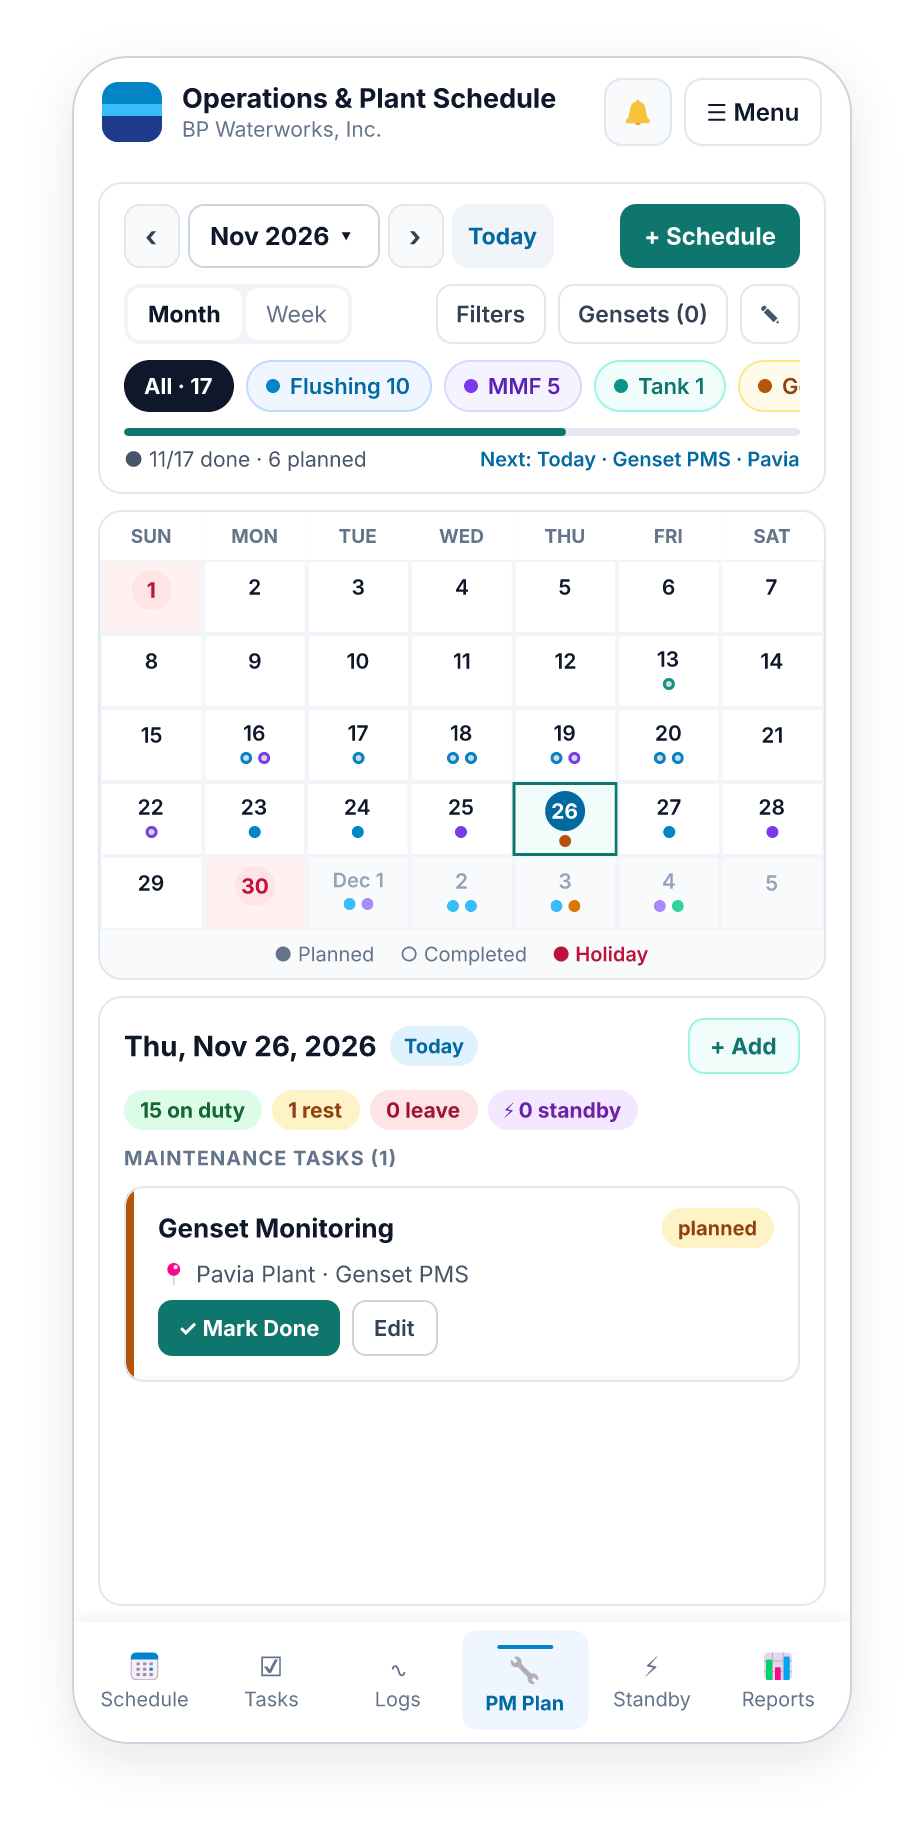 Operations & Plant Schedule
BP Waterworks, Inc.
☰ Menu
‹ Nov 2026 ▼ › Today + Schedule
Month Week Filters Gensets (0)
All · 17 Flushing 10 MMF 5 Tank 1
11/17 done · 6 planned Next: Today · Genset PMS · Pavia
SUN MON TUE WED THU FRI SAT
1 2 3 4 5 6 7
8 9 10 11 12 13 14
15 16 17 18 19 20 21
22 23 24 25 26 27 28
29 30 Dec 1 2 3 4 5
Planned Completed Holiday
Thu, Nov 26, 2026 Today + Add
15 on duty 1 rest 0 leave ⚡ 0 standby
MAINTENANCE TASKS (1)
Genset Monitoring planned
Pavia Plant · Genset PMS
✓ Mark Done Edit
Schedule Tasks Logs PM Plan Standby Reports